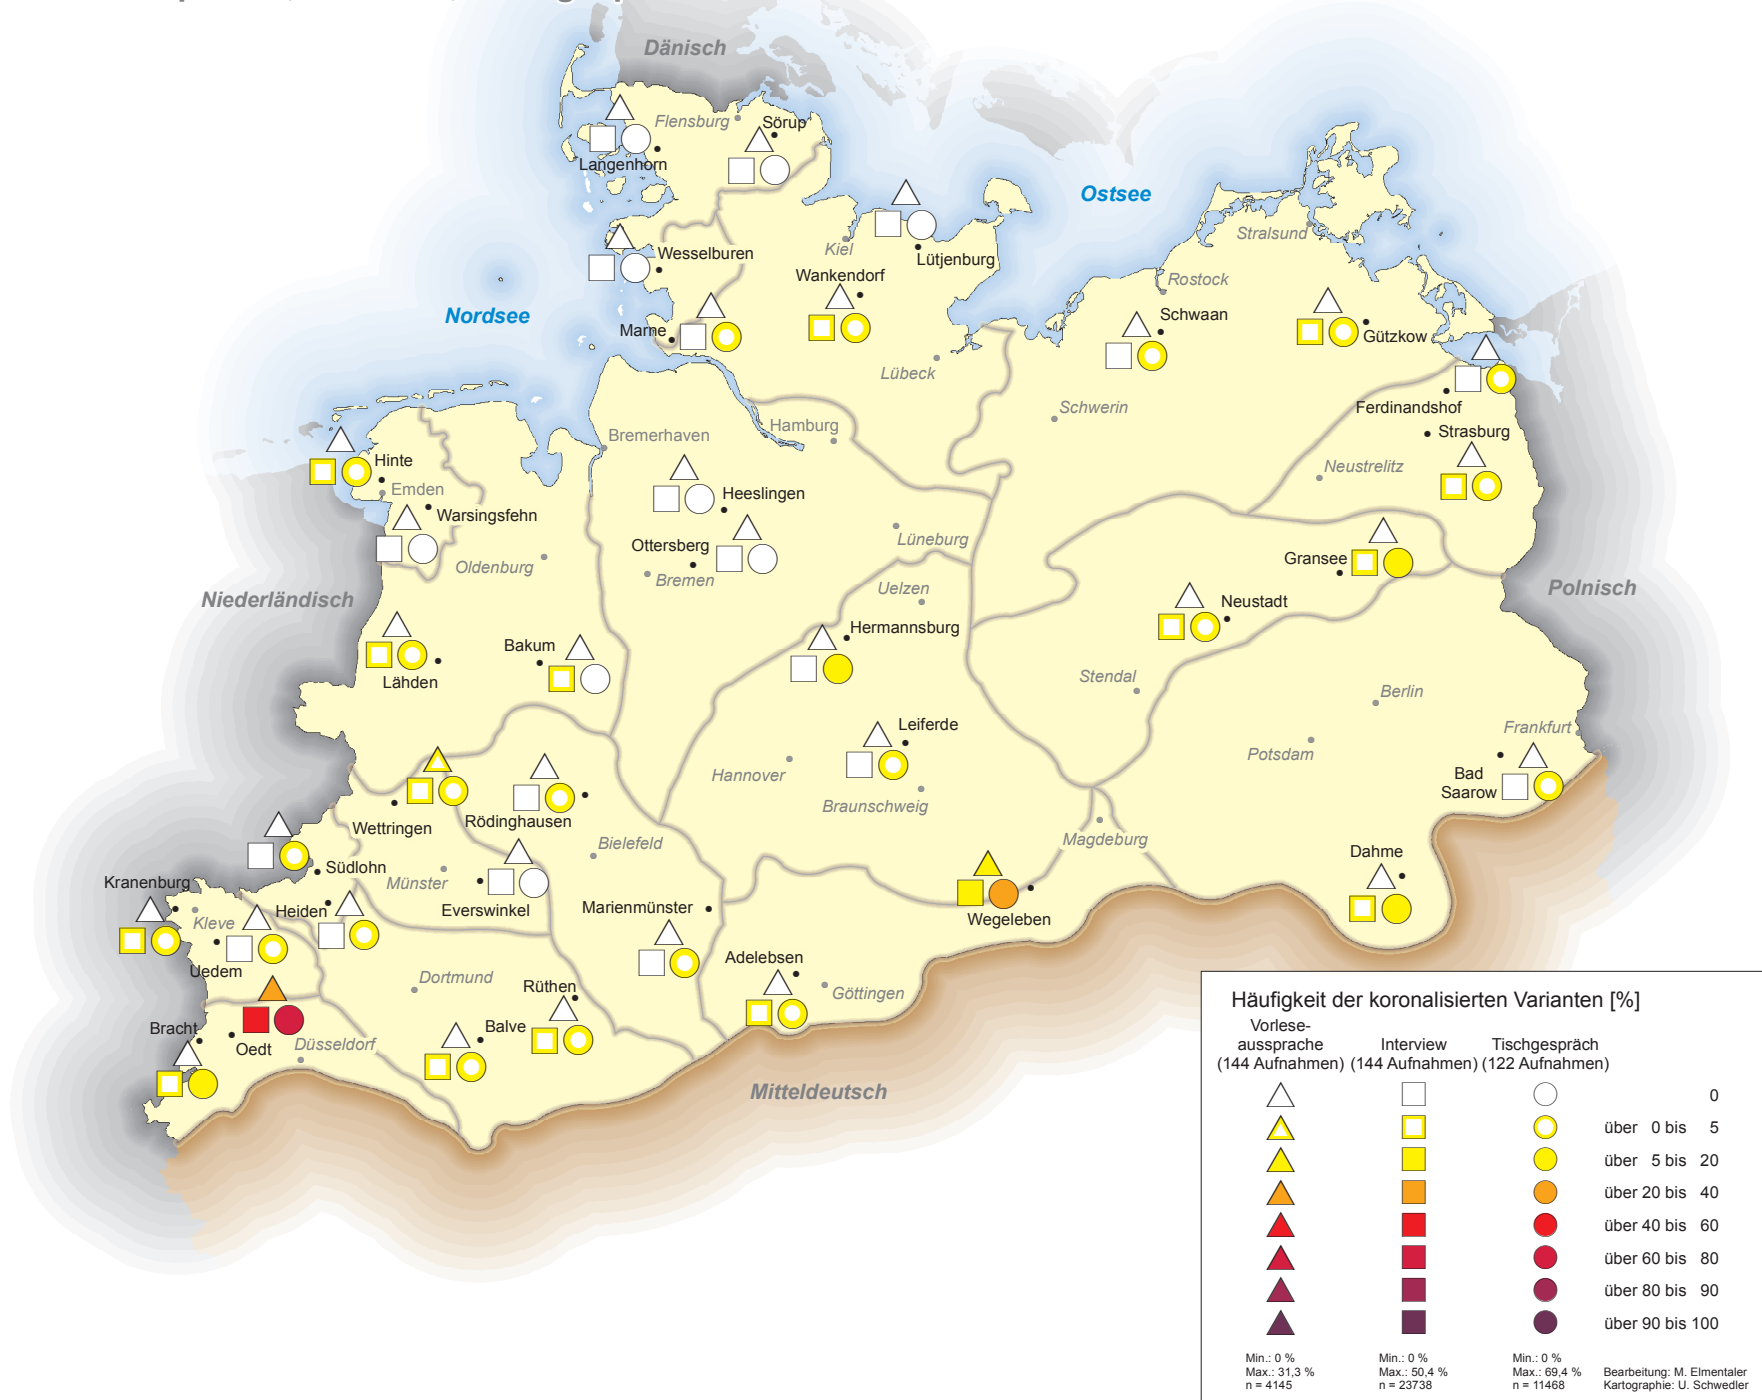 Dänisch
Flensburg
Sörup
Langenhorn
Ostsee
Kiel
Lütjenburg
Stralsund
Wesselburen
Wankendorf
Rostock
Nordsee
Marne
Schwaan
Gützkow
Lübeck
Ferdinandshof
Schwerin
Strasburg
Bremerhaven
Hamburg
Neustrelitz
Hinte
Emden
Heeslingen
Warsingsfehn
Ottersberg
Lüneburg
Gransee
Oldenburg
Bremen
Uelzen
Polnisch
Niederländisch
Neustadt
Hermannsburg
Bakum
Lähden
Stendal
Berlin
Leiferde
Frankfurt
Hannover
Potsdam
Bad
Saarow
Braunschweig
Wettringen
Rödinghausen
Bielefeld
Magdeburg
Südlohn
Dahme
Kranenburg
Münster
Kleve
Heiden
Everswinkel
Marienmünster
Wegeleben
Uedem
Dortmund
Adelebsen
Rüthen
Göttingen
Bracht
Oedt
Düsseldorf
Balve
Mitteldeutsch
Häufigkeit der koronalisierten Varianten [%]
Vorlese-
aussprache Interview Tischgespräch
(144 Aufnahmen) (144 Aufnahmen) (122 Aufnahmen)
0
über 0 bis 5
über 5 bis 20
über 20 bis 40
über 40 bis 60
über 60 bis 80
über 80 bis 90
über 90 bis 100
Min.: 0 % Min.: 0 % Min.: 0 %
Max.: 31,3 % Max.: 50,4 % Max.: 69,4 % Bearbeitung: M. Elmentaler
n = 4145 n = 23738 n = 11468 Kartographie: U. Schwedler